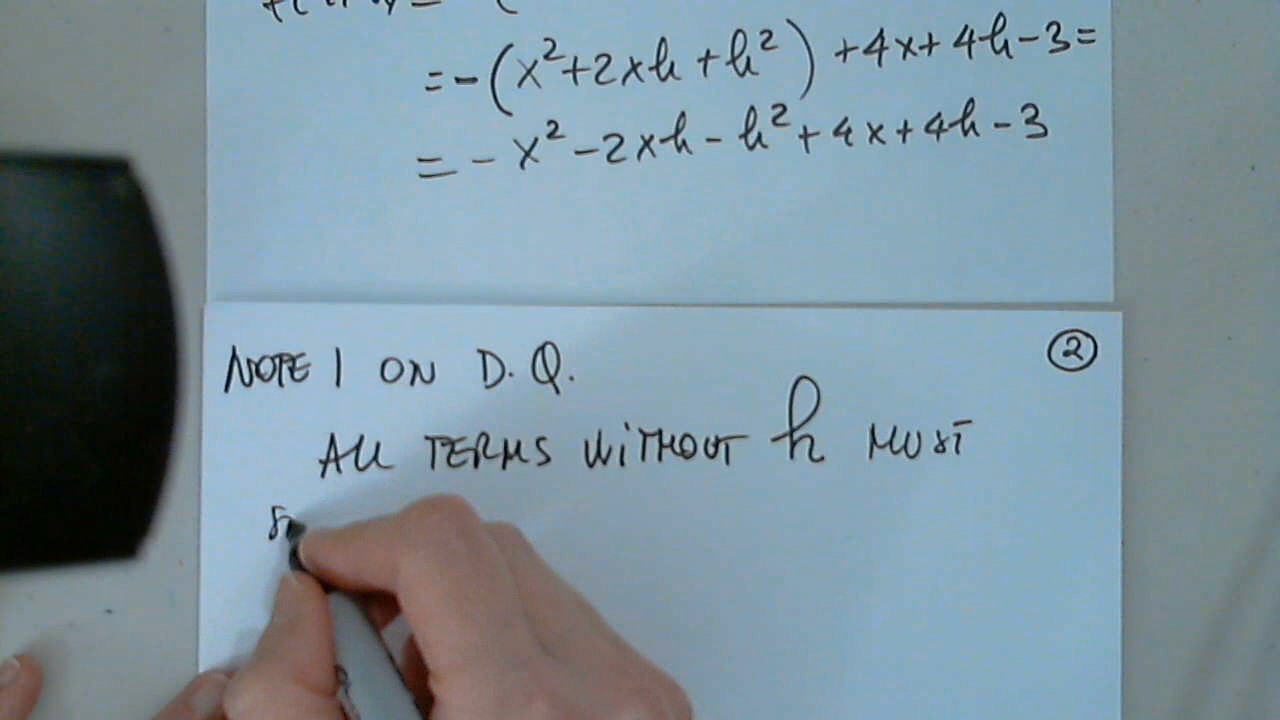 = -(x²+2xh+h²)+4x+4h-3=
= -x²-2xh-h²+4x+4h-3
NOTE 1 ON D.Q.
②
ALL TERMS WITHOUT h MUST